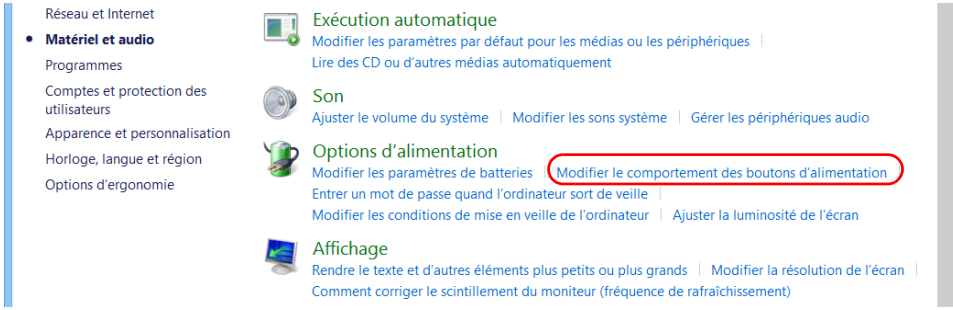 Réseau et Internet
Matériel et audio
Programmes
Comptes et protection des
utilisateurs
Apparence et personnalisation
Horloge, langue et région
Options d'ergonomie
Exécution automatique
Modifier les paramètres par défaut pour les médias ou les périphériques
Lire des CD ou d'autres médias automatiquement
Son
Ajuster le volume du système | Modifier les sons système | Gérer les périphériques audio
Options d'alimentation
Modifier les paramètres de batteries | Modifier le comportement des boutons d'alimentation
Entrer un mot de passe quand l'ordinateur sort de veille
Modifier les conditions de mise en veille de l'ordinateur | Ajuster la luminosité de l'écran
Affichage
Rendre le texte et d'autres éléments plus petits ou plus grands | Modifier la résolution de l'écran
Comment corriger le scintillement du moniteur (fréquence de rafraîchissement)